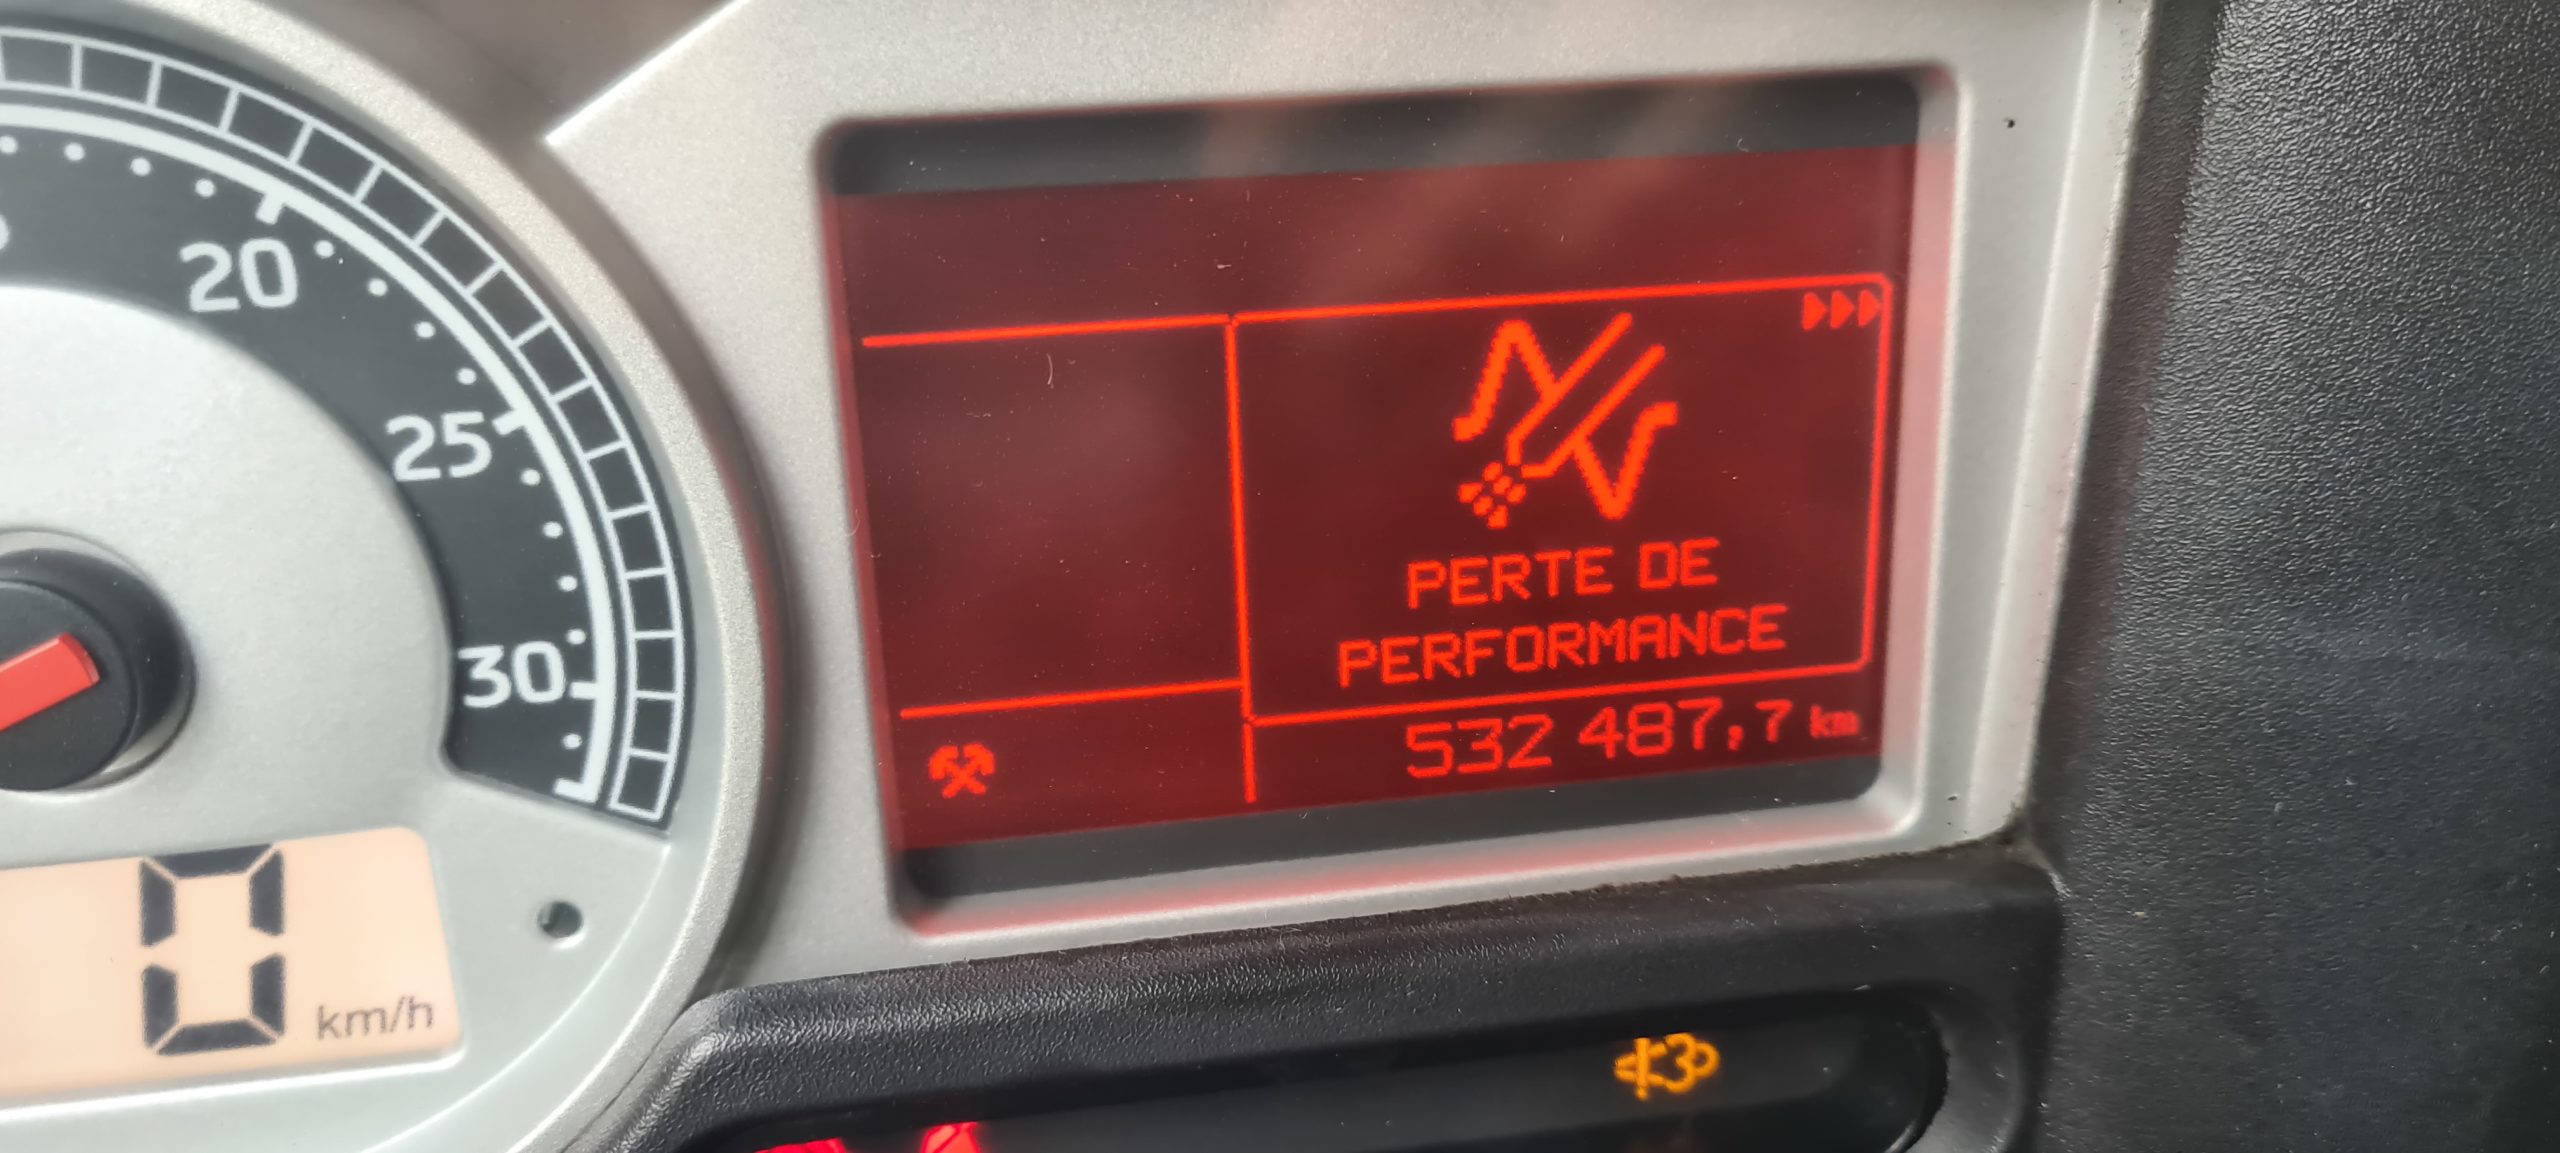 20
25
30
PERTE DE
PERFORMANCE
532 487,7 km
0 km/h